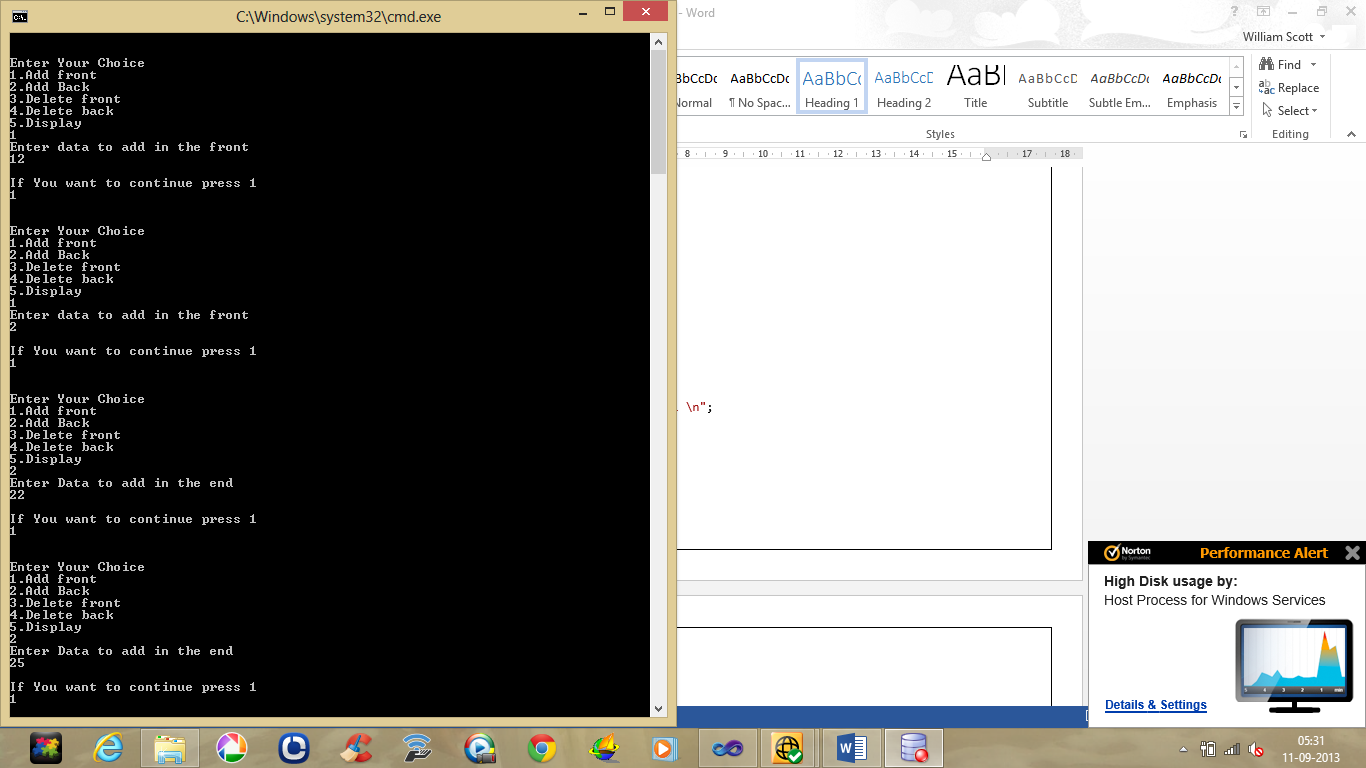 C:\Windows\system32\cmd.exe
Enter Your Choice
1.Add front
2.Add Back
3.Delete front
4.Delete back
5.Display
1
Enter data to add in the front
12
If You want to continue press 1
1
Enter Your Choice
1.Add front
2.Add Back
3.Delete front
4.Delete back
5.Display
1
Enter data to add in the front
2
If You want to continue press 1
1
Enter Your Choice
1.Add front
2.Add Back
3.Delete front
4.Delete back
5.Display
2
Enter Data to add in the end
22
If You want to continue press 1
1
Enter Your Choice
1.Add front
2.Add Back
3.Delete front
4.Delete back
5.Display
2
Enter Data to add in the end
25
If You want to continue press 1
1
- Word
William Scott
AaBbCcDc AaBbC( AaBbCcD AaBl AaBbCcD AaBbCcDc AaBbCcDc
¶ No Spac... Heading 1 Heading 2 Title Subtitle Subtle Em... Emphasis
Styles
Find
Replace
Select
Editing
8 9 10 11 12 13 14 15 17 18
\n";
Norton
by Symantec
Performance Alert
High Disk usage by:
Host Process for Windows Services
5 4 3 2 1 min
Details & Settings
05:31
11-09-2013